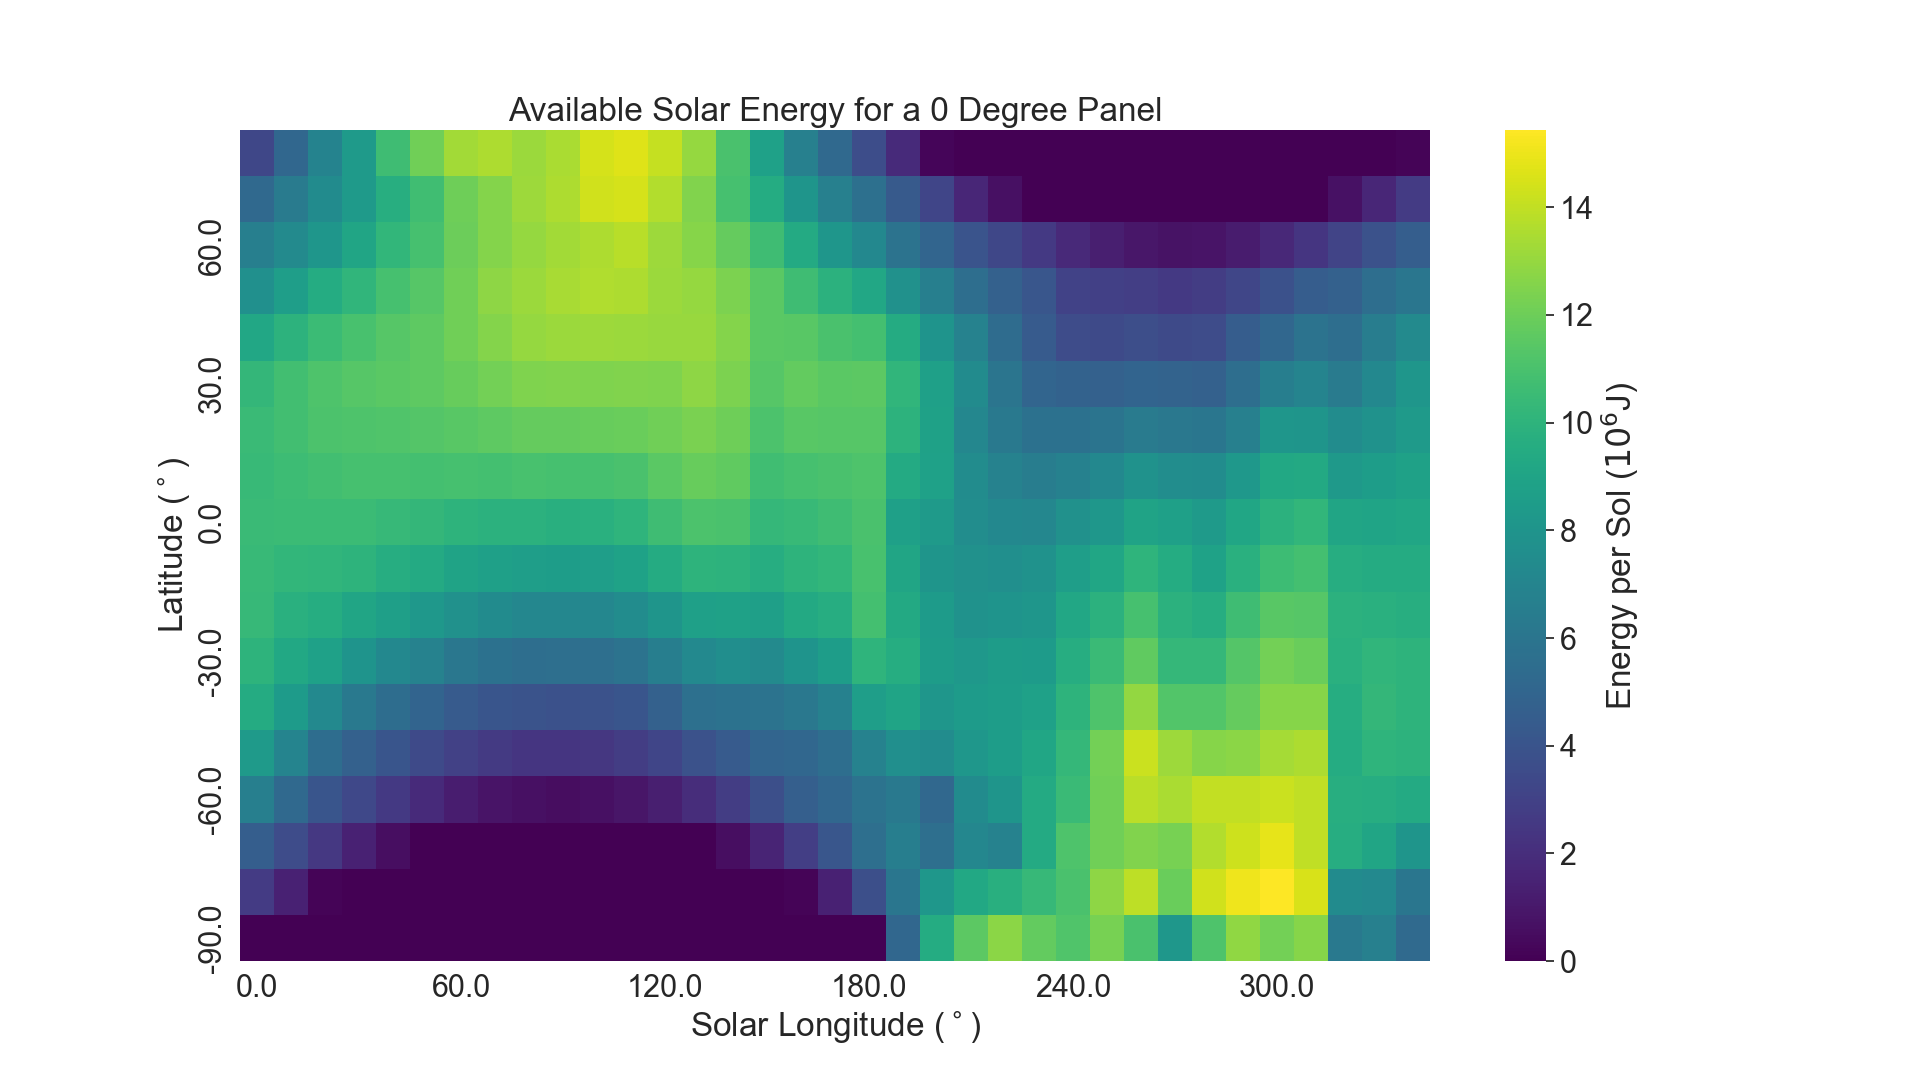 Available Solar Energy for a 0 Degree Panel
Latitude (°)
60.0
30.0
0.0
-30.0
-60.0
-90.0
0.0 60.0 120.0 180.0 240.0 300.0
Solar Longitude (°)
14
12
10
8
6
4
2
0
Energy per Sol (10⁶J)